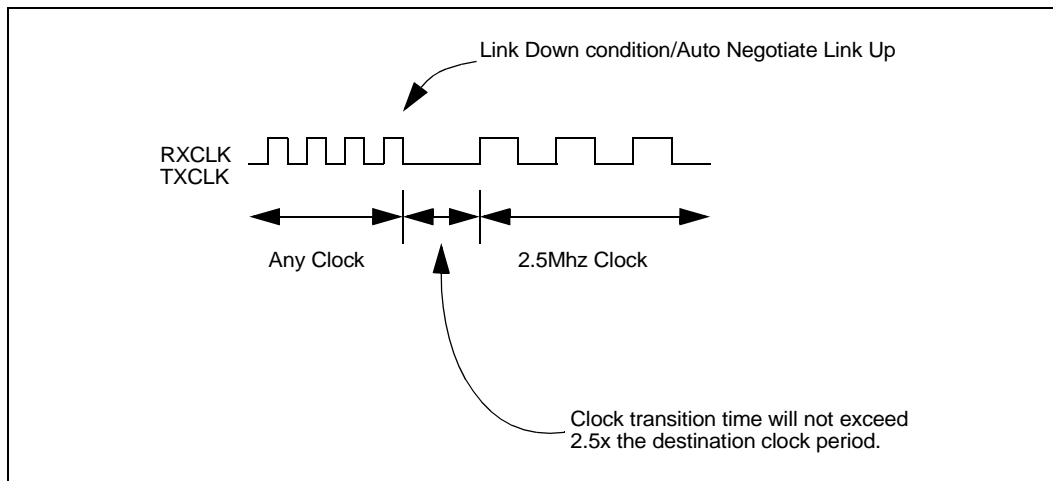 Link Down condition/Auto Negotiate Link Up
RXCLK
TXCLK
Any Clock
2.5Mhz Clock
Clock transition time will not exceed
2.5x the destination clock period.